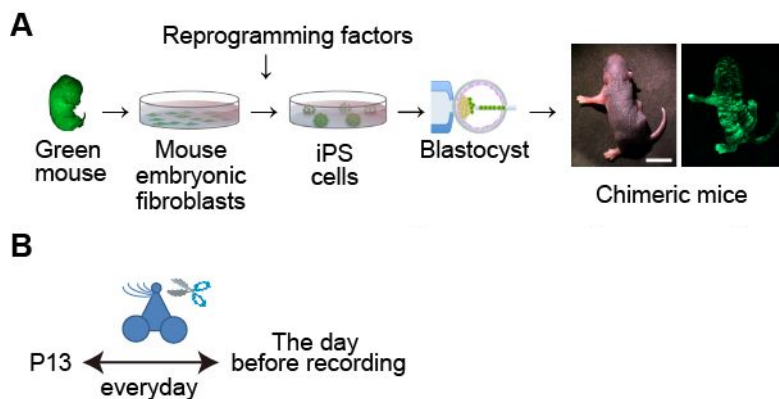 A
Reprogramming factors
Green
mouse
Mouse
embryonic
fibroblasts
iPS
cells
Blastocyst
Chimeric mice
B
P13
everyday
The day
before recording